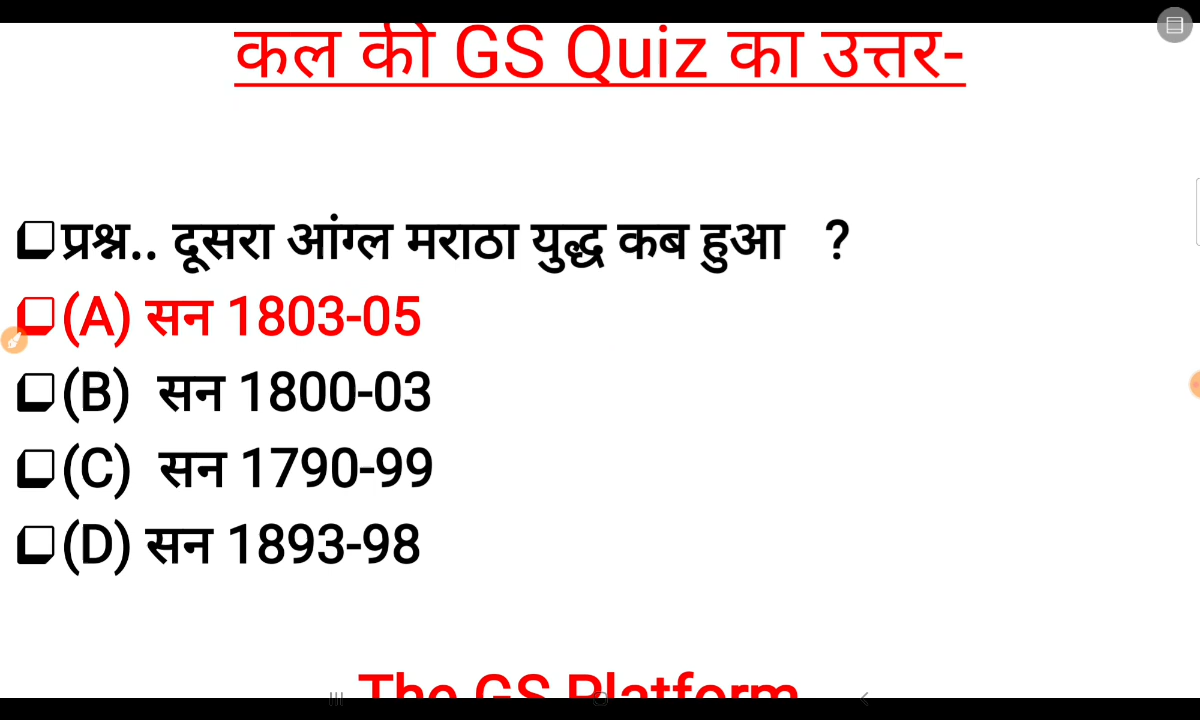 कल की GS Quiz का उत्तर-
❑प्रश्न.. दूसरा आंग्ल मराठा युद्ध कब हुआ ?
❑(A) सन 1803-05
❑(B) सन 1800-03
❑(C) सन 1790-99
❑(D) सन 1893-98
The GS Platform